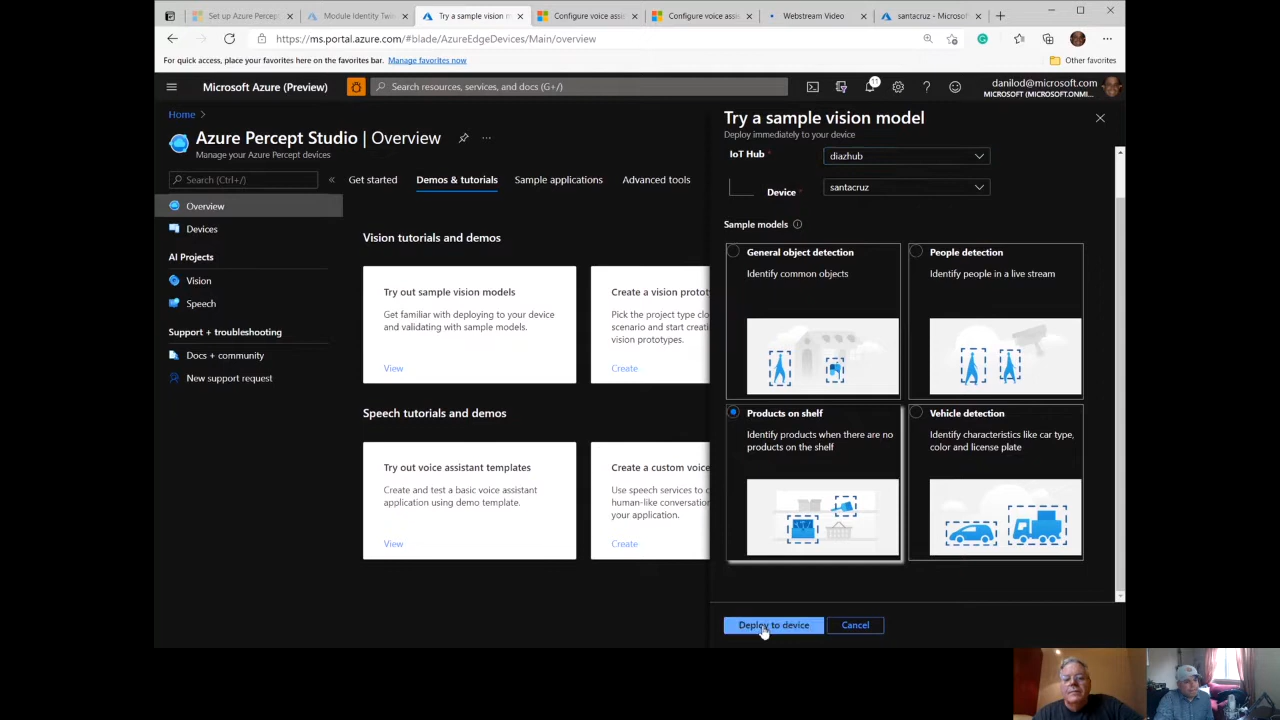 Set up Azure Percept
Module Identity Twin
Try a sample vision m
Configure voice assis
Configure voice assis
Webstream Video
santacruz - Microsoft
https://ms.portal.azure.com/#blade/AzureEdgeDevices/Main/overview
For quick access, place your favorites here on the favorites bar. Manage favorites now
Other favorites
Microsoft Azure (Preview)
Search resources, services, and docs (G+/)
11
danilod@microsoft.com
MICROSOFT (MICROSOFT.ONMI...
Home
Azure Percept Studio | Overview
Manage your Azure Percept devices
Search (Ctrl+/)
Overview
Devices
AI Projects
Vision
Speech
Support + troubleshooting
Docs + community
New support request
Get started
Demos & tutorials
Sample applications
Advanced tools
Vision tutorials and demos
Try out sample vision models
Get familiar with deploying to your device
and validating with sample models.
View
Create a vision proto
Pick the project type clo
scenario and start creati
vision prototypes.
Create
Speech tutorials and demos
Try out voice assistant templates
Create and test a basic voice assistant
application using demo template.
View
Create a custom voice
Use speech services to c
human-like conversation
your application.
Create
Try a sample vision model
Deploy immediately to your device
IoT Hub *
diazhub
Device *
santacruz
Sample models
General object detection
Identify common objects
People detection
Identify people in a live stream
Products on shelf
Identify products when there are no
products on the shelf
Vehicle detection
Identify characteristics like car type,
color and license plate
Deploy to device
Cancel